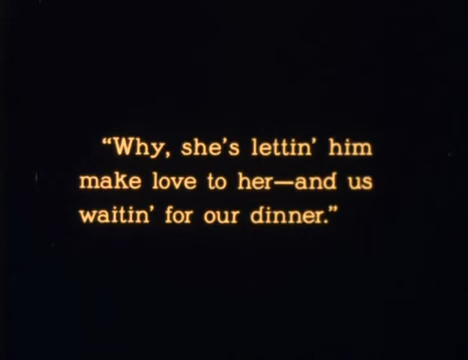 “Why, she’s lettin’ him
make love to her—and us
waitin’ for our dinner.”